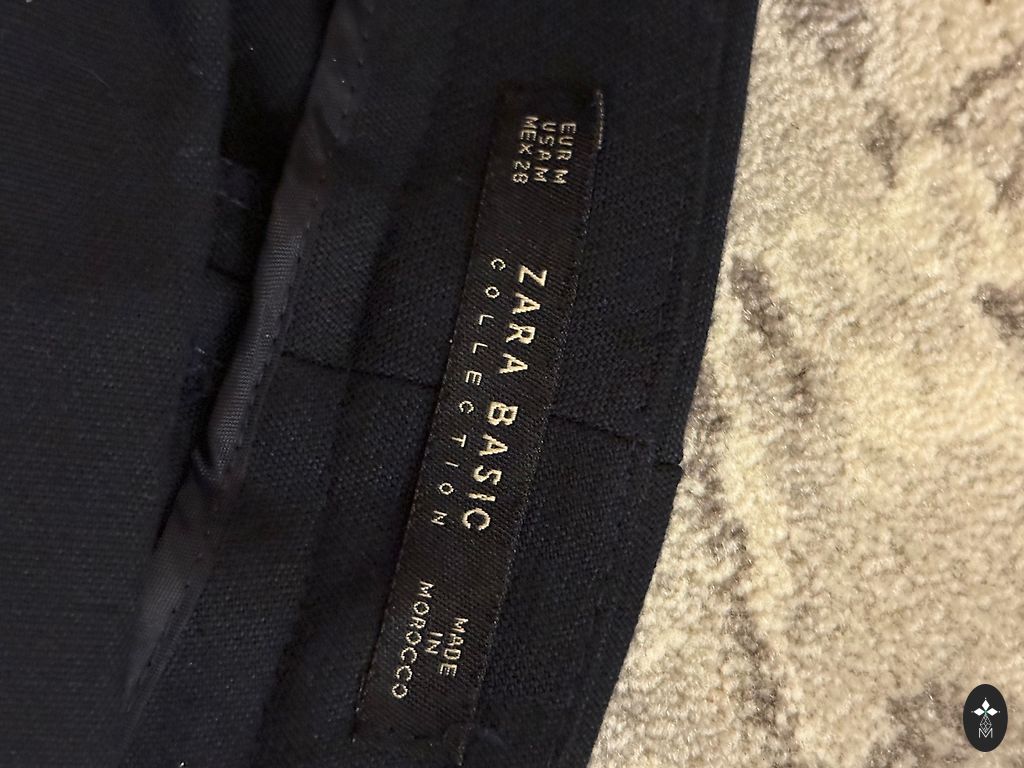 EUR M
USA M
MEX 28
ZARA BASIC
COLLECTION
MADE
IN
MOROCCO
M